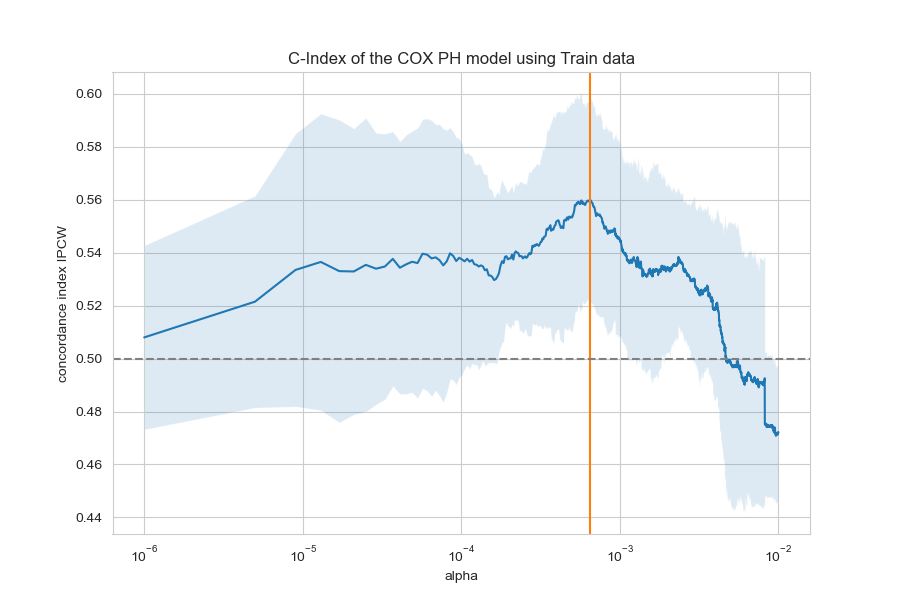 C-Index of the COX PH model using Train data
concordance index IPCW
0.60
0.58
0.56
0.54
0.52
0.50
0.48
0.46
0.44
10⁻⁶ 10⁻⁵ 10⁻⁴ 10⁻³ 10⁻²
alpha